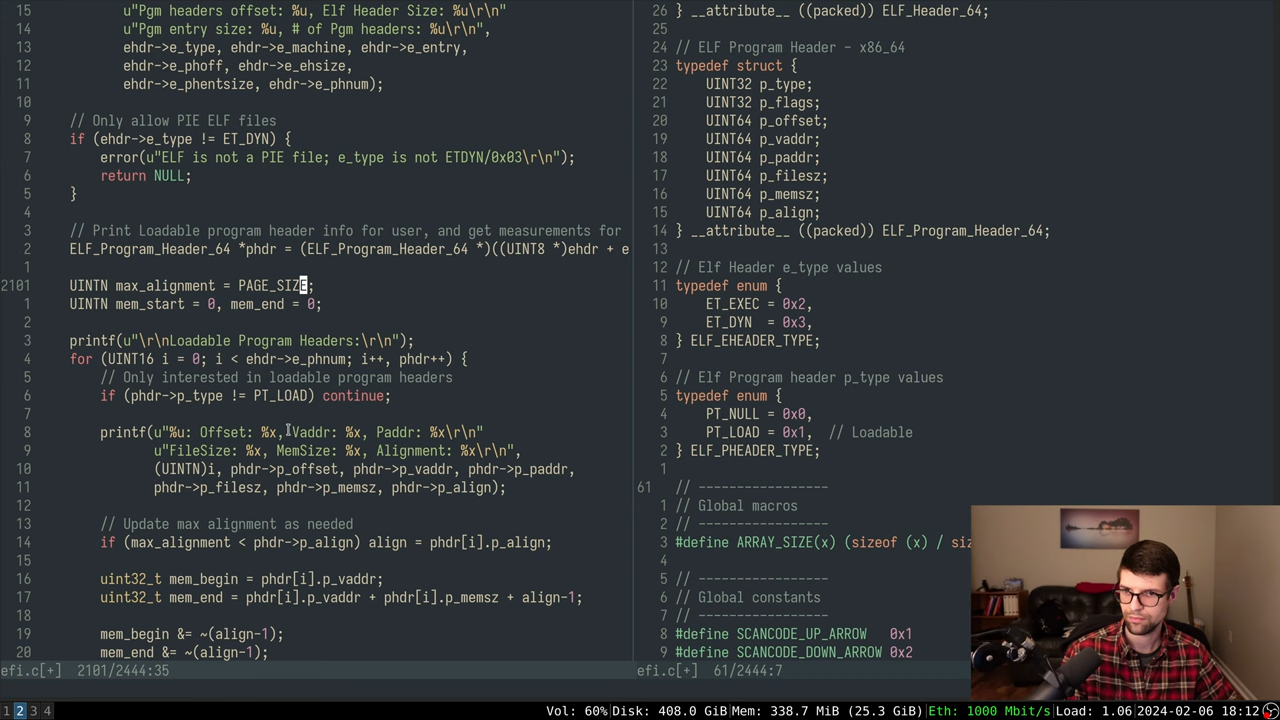 15 u"Pgm headers offset: %u, Elf Header Size: %u\r\n"
14 u"Pgm entry size: %u, # of Pgm headers: %u\r\n",
13 ehdr->e_type, ehdr->e_machine, ehdr->e_entry,
12 ehdr->e_phoff, ehdr->e_ehsize,
11 ehdr->e_phentsize, ehdr->e_phnum);
10
9 // Only allow PIE ELF files
8 if (ehdr->e_type != ET_DYN) {
7 error(u"ELF is not a PIE file; e_type is not ETDYN/0x03\r\n");
6 return NULL;
5 }
4
3 // Print Loadable program header info for user, and get measurements for
2 ELF_Program_Header_64 *phdr = (ELF_Program_Header_64 *)((UINT8 *)ehdr + e
1
2101 UINTN max_alignment = PAGE_SIZE;
1 UINTN mem_start = 0, mem_end = 0;
2
3 printf(u"\r\nLoadable Program Headers:\r\n");
4 for (UINT16 i = 0; i < ehdr->e_phnum; i++, phdr++) {
5 // Only interested in loadable program headers
6 if (phdr->p_type != PT_LOAD) continue;
7
8 printf(u"%u: Offset: %x, Vaddr: %x, Paddr: %x\r\n"
9 u"FileSize: %x, MemSize: %x, Alignment: %x\r\n",
10 (UINTN)i, phdr->p_offset, phdr->p_vaddr, phdr->p_paddr,
11 phdr->p_filesz, phdr->p_memsz, phdr->p_align);
12
13 // Update max alignment as needed
14 if (max_alignment < phdr->p_align) align = phdr[i].p_align;
15
16 uint32_t mem_begin = phdr[i].p_vaddr;
17 uint32_t mem_end = phdr[i].p_vaddr + phdr[i].p_memsz + align-1;
18
19 mem_begin &= ~(align-1);
20 mem_end &= ~(align-1);
efi.c[+] 2101/2444:35
26 } __attribute__ ((packed)) ELF_Header_64;
25
24 // ELF Program Header - x86_64
23 typedef struct {
22 UINT32 p_type;
21 UINT32 p_flags;
20 UINT64 p_offset;
19 UINT64 p_vaddr;
18 UINT64 p_paddr;
17 UINT64 p_filesz;
16 UINT64 p_memsz;
15 UINT64 p_align;
14 } __attribute__ ((packed)) ELF_Program_Header_64;
13
12 // Elf Header e_type values
11 typedef enum {
10 ET_EXEC = 0x2,
9 ET_DYN = 0x3,
8 } ELF_EHEADER_TYPE;
7
6 // Elf Program header p_type values
5 typedef enum {
4 PT_NULL = 0x0,
3 PT_LOAD = 0x1, // Loadable
2 } ELF_PHEADER_TYPE;
1
61 // -----------------
1 // Global macros
2 // -----------------
3 #define ARRAY_SIZE(x) (sizeof (x) / siz
4
5 // -----------------
6 // Global constants
7 // -----------------
8 #define SCANCODE_UP_ARROW 0x1
9 #define SCANCODE_DOWN_ARROW 0x2
efi.c[+] 61/2444:7
1 2 3 4 Vol: 60%|Disk: 408.0 GiB|Mem: 338.7 MiB (25.3 GiB)|Eth: 1000 Mbit/s|Load: 1.06|2024-02-06 18:12